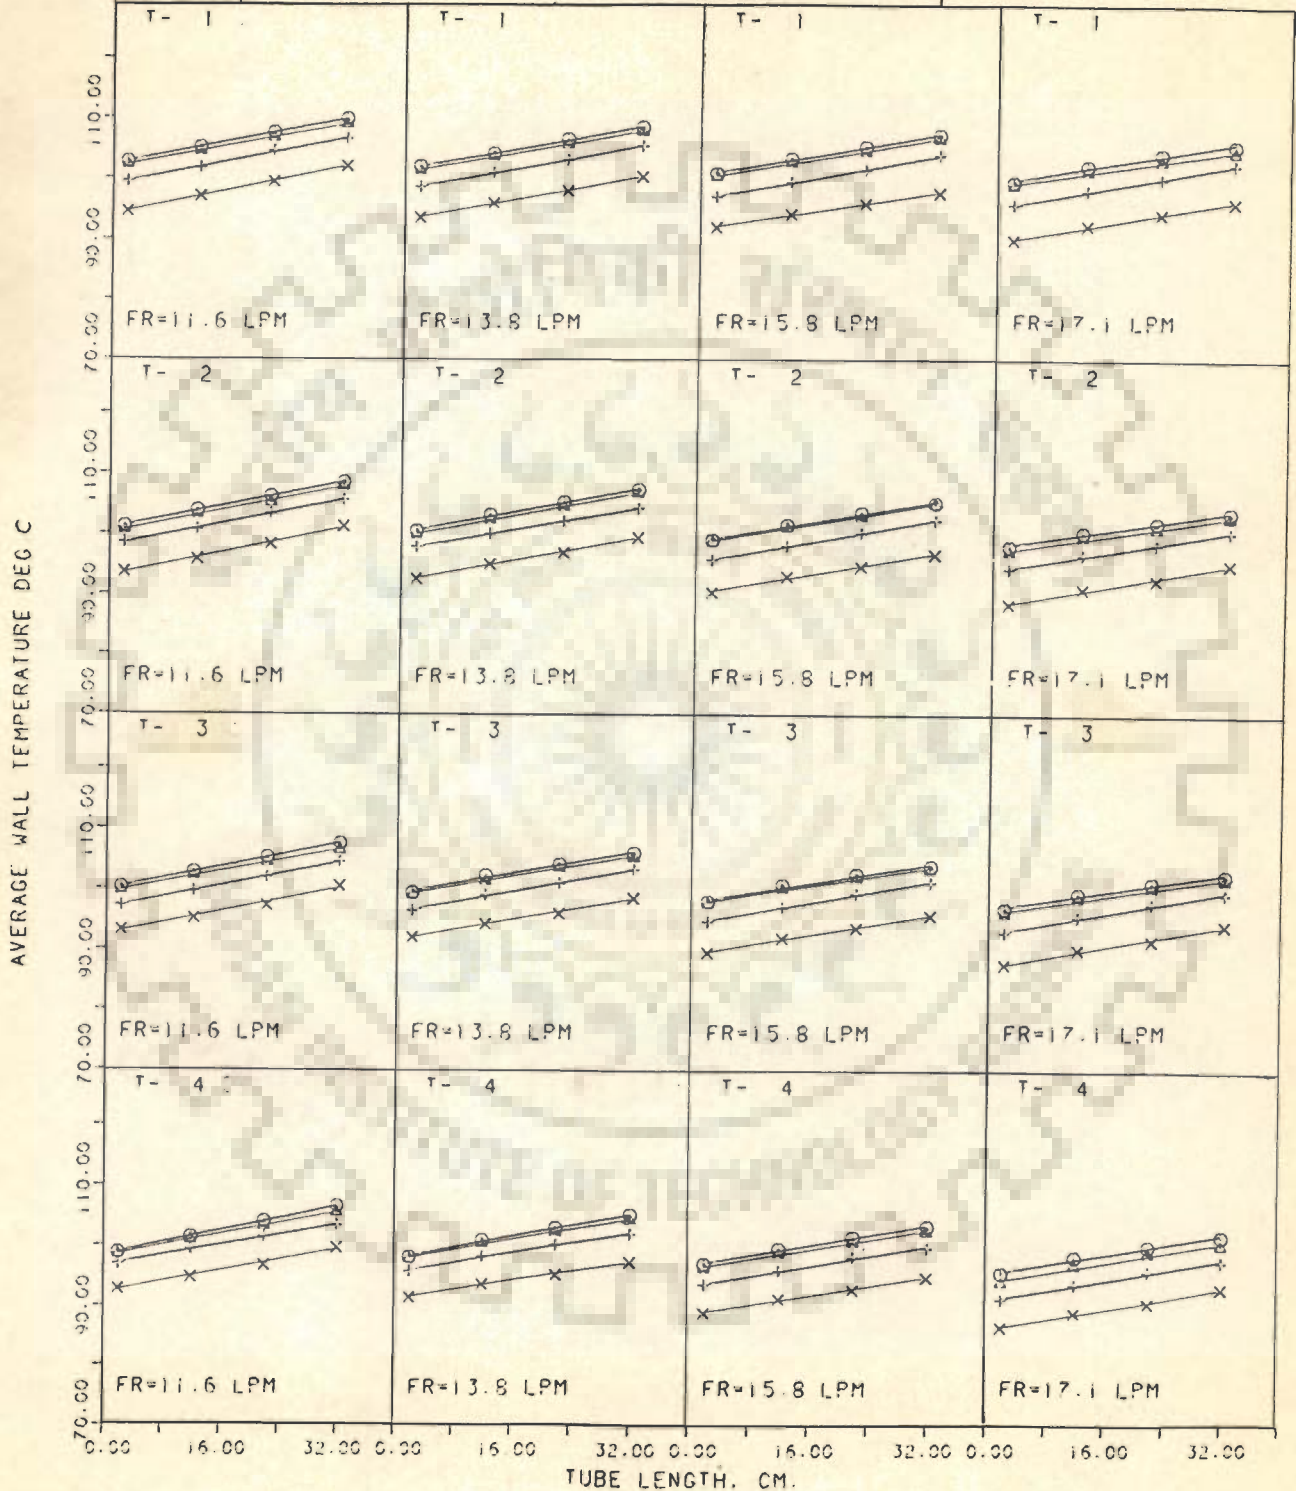 T- 1 T- 1 T- 1 T- 1
110.00
90.00
FR=11.6 LPM FR=13.8 LPM FR=15.8 LPM FR=17.1 LPM
70.00
T- 2 T- 2 T- 2 T- 2
110.00
90.00
FR=11.6 LPM FR=13.8 LPM FR=15.8 LPM FR=17.1 LPM
70.00
T- 3 T- 3 T- 3 T- 3
110.00
90.00
FR=11.6 LPM FR=13.8 LPM FR=15.8 LPM FR=17.1 LPM
70.00
T- 4 T- 4 T- 4 T- 4
110.00
90.00
FR=11.6 LPM FR=13.8 LPM FR=15.8 LPM FR=17.1 LPM
70.00
0.00 16.00 32.00 0.00 16.00 32.00 0.00 16.00 32.00 0.00 16.00 32.00
TUBE LENGTH, CM.
AVERAGE WALL TEMPERATURE DEG C
INSTITUTE OF TECHNOLOGY